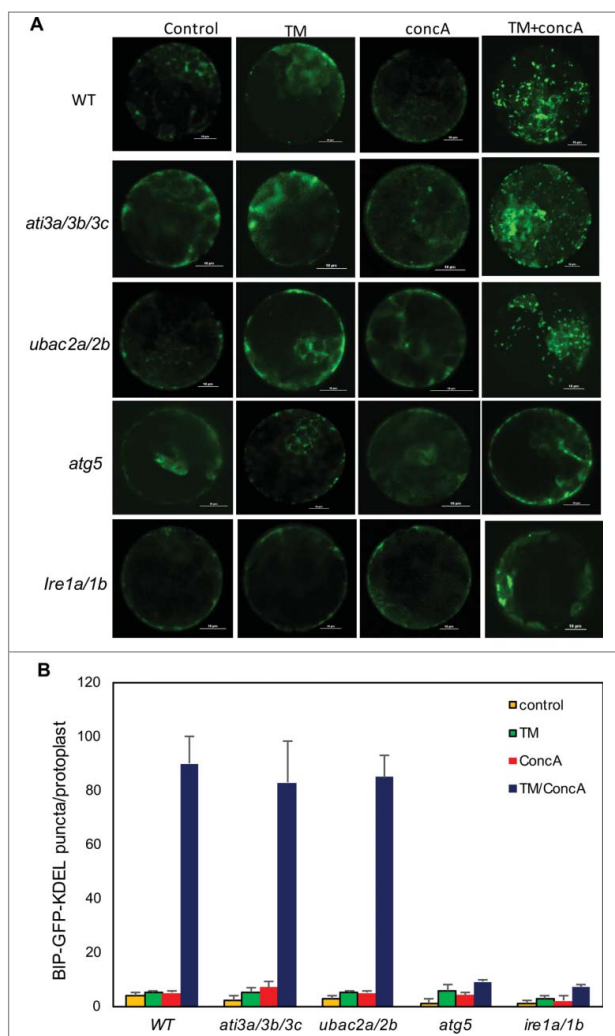 A
Control TM concA TM+concA
WT
ati3a/3b/3c
ubac2a/2b
atg5
Ire1a/1b
B
BIP-GFP-KDEL puncta/protoplast
120
100
80
60
40
20
0
control
TM
ConcA
TM/ConcA
WT ati3a/3b/3c ubac2a/2b atg5 ire1a/1b